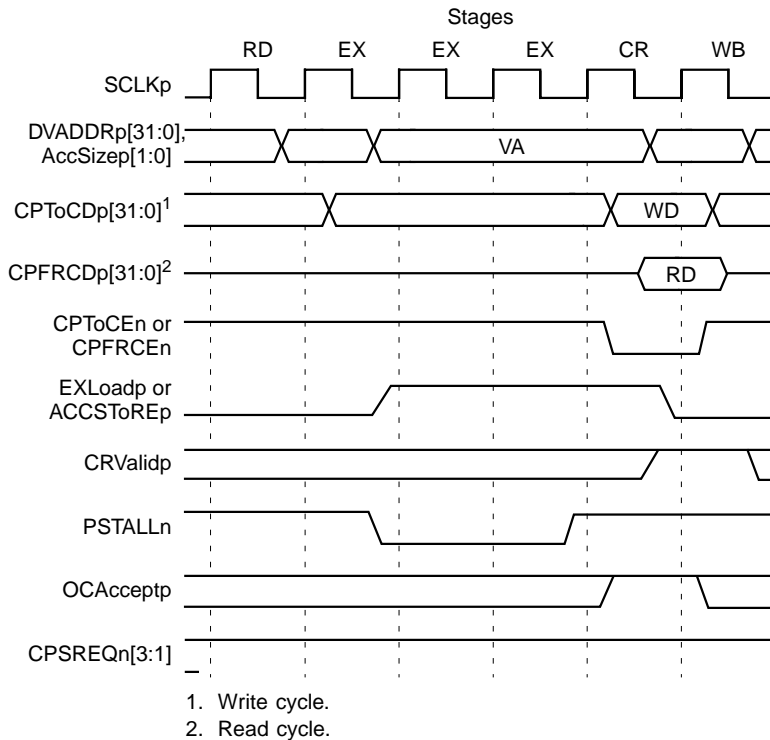 Stages
RD EX EX EX CR WB
SCLKp
DVADDRp[31:0],
AccSizep[1:0]
VA
CPToCDp[31:0]1
WD
CPFRCDp[31:0]2
RD
CPToCEn or
CPFRCEn
EXLoadp or
ACCSToREp
CRValidp
PSTALLn
OCAcceptp
CPSREQn[3:1]
1. Write cycle.
2. Read cycle.